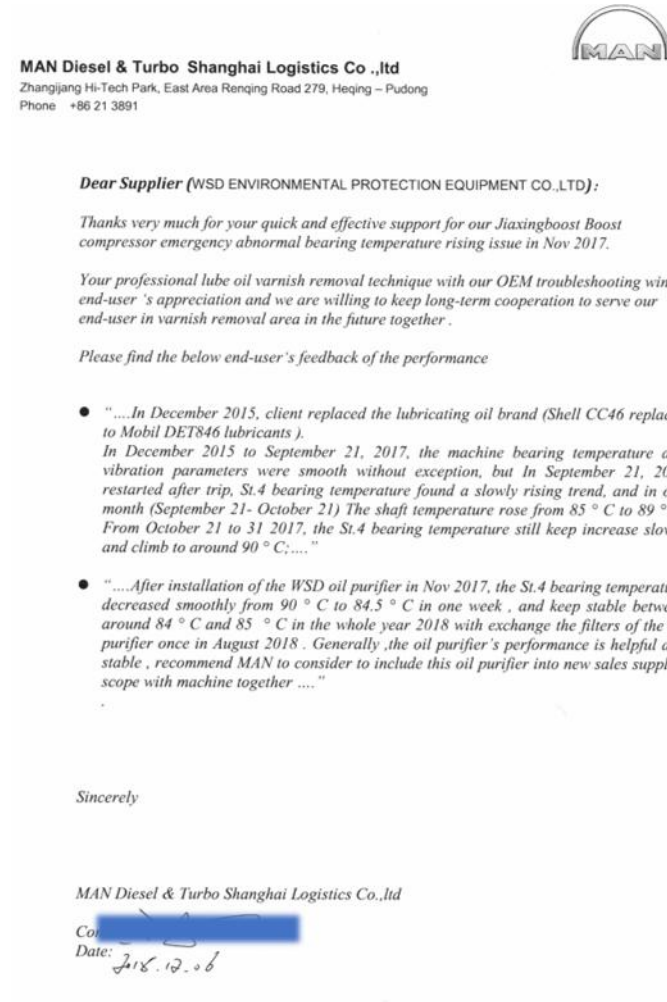 MAN
MAN Diesel & Turbo Shanghai Logistics Co .,ltd
Zhangijang Hi-Tech Park, East Area Renqing Road 279, Heqing – Pudong
Phone +86 21 3891
Dear Supplier (WSD ENVIRONMENTAL PROTECTION EQUIPMENT CO.,LTD):
Thanks very much for your quick and effective support for our Jiaxingboost Boost
compressor emergency abnormal bearing temperature rising issue in Nov 2017.
Your professional lube oil varnish removal technique with our OEM troubleshooting win
end-user 's appreciation and we are willing to keep long-term cooperation to serve our
end-user in varnish removal area in the future together .
Please find the below end-user's feedback of the performance
● "....In December 2015, client replaced the lubricating oil brand (Shell CC46
to Mobil DET846 lubricants ).
In December 2015 to September 21, 2017, the machine bearing temperature
vibration parameters were smooth without exception, but In September 21,
restarted after trip, St.4 bearing temperature found a slowly rising trend, and in
month (September 21- October 21) The shaft temperature rose from 85 ° C to 89 °
From October 21 to 31 2017, the St.4 bearing temperature still keep increase
and climb to around 90 ° C;...."
● "....After installation of the WSD oil purifier in Nov 2017, the St.4 bearing
decreased smoothly from 90 ° C to 84.5 ° C in one week , and keep stable
around 84 ° C and 85 ° C in the whole year 2018 with exchange the filters of the
purifier once in August 2018 . Generally ,the oil purifier's performance is helpful
stable , recommend MAN to consider to include this oil purifier into new sales
scope with machine together ...."
Sincerely
MAN Diesel & Turbo Shanghai Logistics Co.,ltd
Date: 2018.12.06